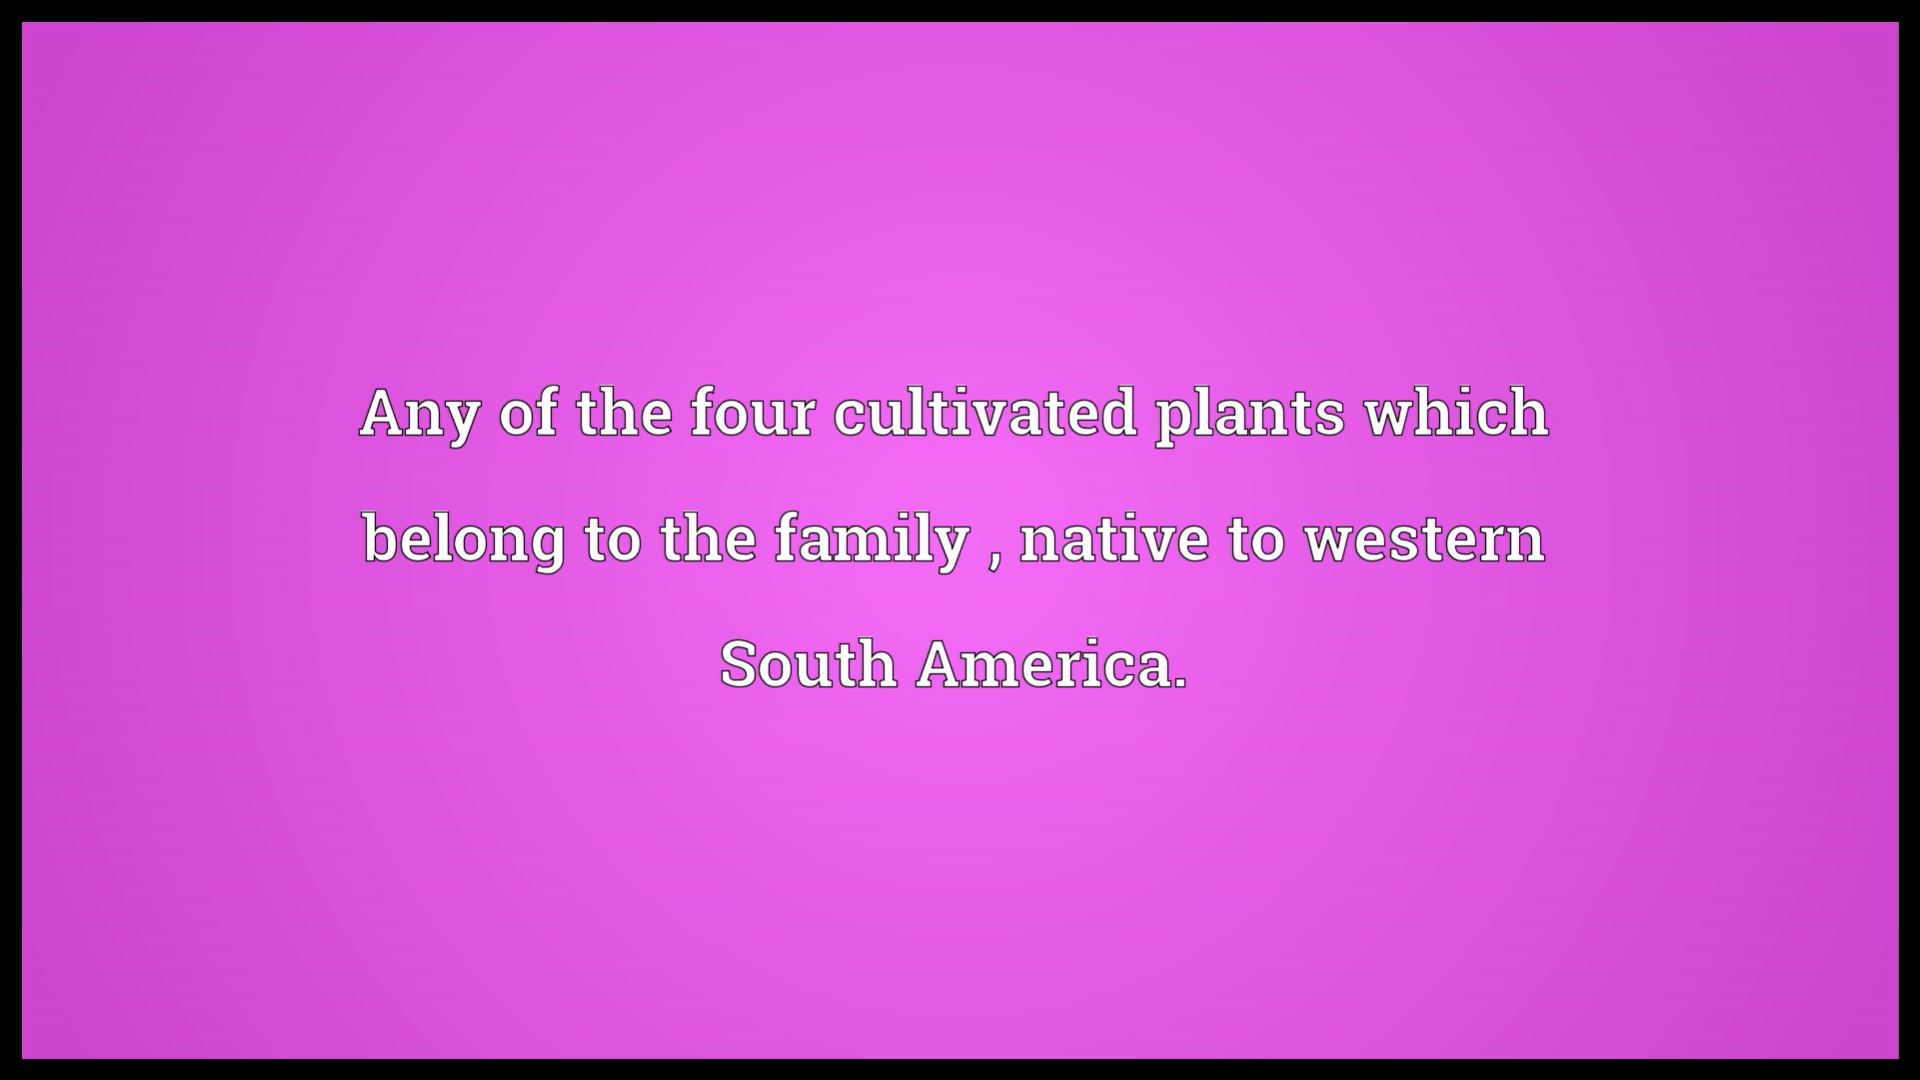 Any of the four cultivated plants which
belong to the family , native to western
South America.